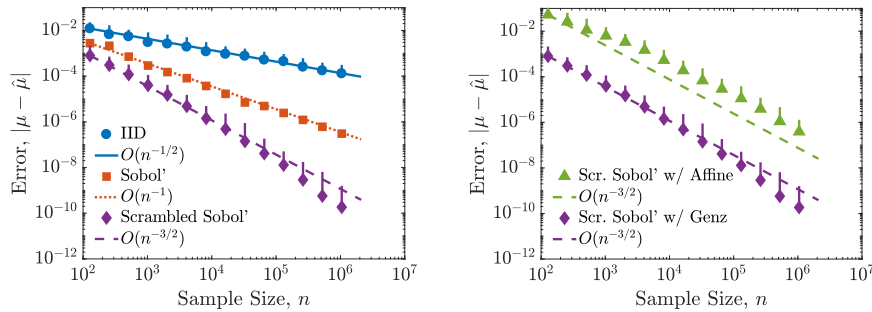 10^-2
10^-4
10^-6
10^-8
10^-10
10^-12
Error, |μ − μ̂|
IID
O(n^-1/2)
Sobol'
O(n^-1)
Scrambled Sobol'
O(n^-3/2)
10^2
10^3
10^4
10^5
10^6
10^7
Sample Size, n
10^-2
10^-4
10^-6
10^-8
10^-10
10^-12
Error, |μ − μ̂|
Scr. Sobol' w/ Affine
O(n^-3/2)
Scr. Sobol' w/ Genz
O(n^-3/2)
10^2
10^3
10^4
10^5
10^6
10^7
Sample Size, n